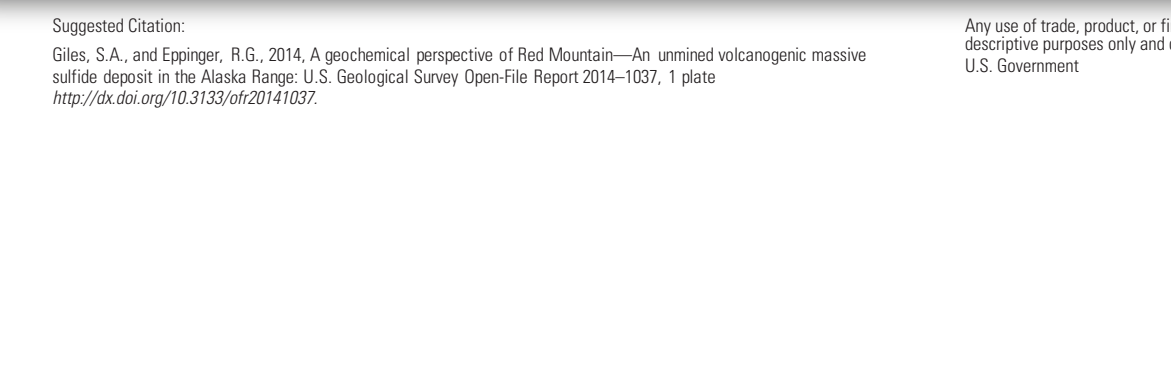 Suggested Citation:
Giles, S.A., and Eppinger, R.G., 2014, A geochemical perspective of Red Mountain—An unmined volcanogenic massive
sulfide deposit in the Alaska Range: U.S. Geological Survey Open-File Report 2014–1037, 1 plate
http://dx.doi.org/10.3133/ofr20141037.
Any use of trade, product, or fi
descriptive purposes only and
U.S. Government